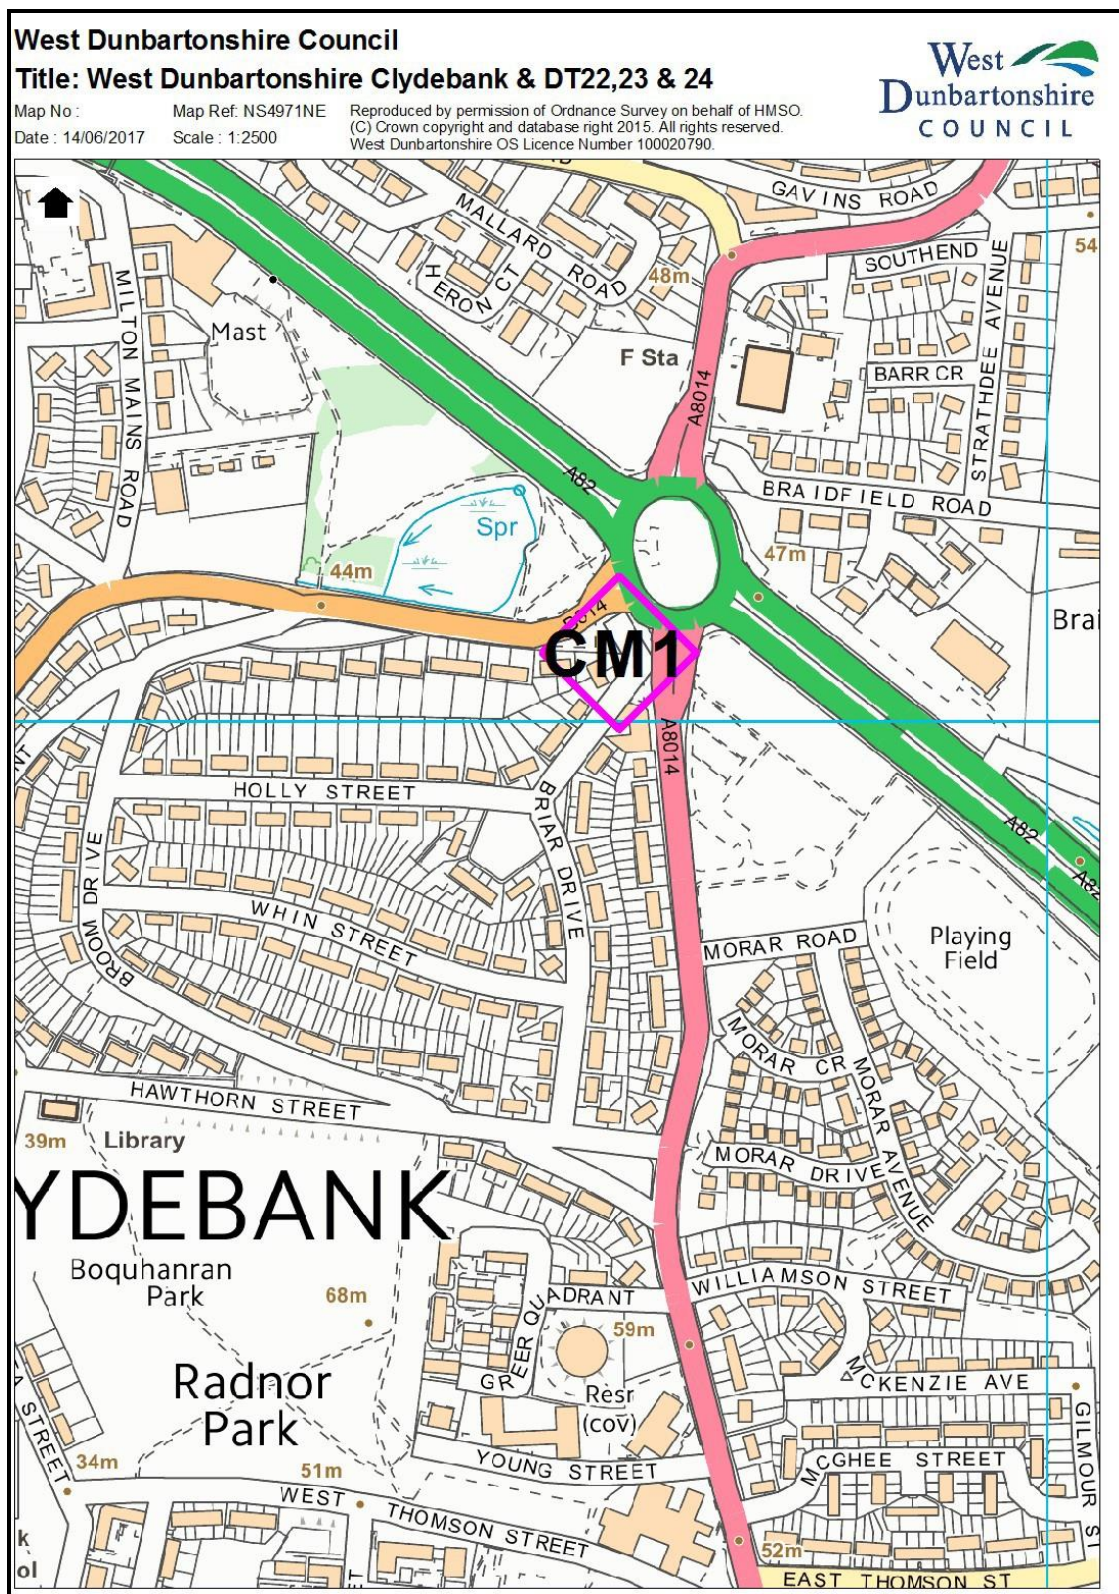 West Dunbartonshire Council
Title: West Dunbartonshire Clydebank & DT22,23 & 24
Map No :
Map Ref: NS4971NE
Date : 14/06/2017
Scale : 1:2500
Reproduced by permission of Ordnance Survey on behalf of HMSO.
(C) Crown copyright and database right 2015. All rights reserved.
West Dunbartonshire OS Licence Number 100020790.
West
Dunbartonshire
COUNCIL
GAVINS ROAD
MALLARD ROAD
HERON CT
48m
SOUTHEND
54
MILTON MAINS ROAD
Mast
F Sta
A8014
BARR CR
STRATHDEE AVENUE
A82
BRAIDFIELD ROAD
Spr
47m
44m
Brai
CM1
A8014
HOLLY STREET
BRIAR DRIVE
BROOM DRIVE
A82
A82
WHIN STREET
MORAR ROAD
Playing
Field
MORAR CR
MORAR AVENUE
HAWTHORN STREET
39m
Library
MORAR DRIVE
YDEBANK
Boquhanran
Park
68m
WILLIAMSON STREET
GREER QUADRANT
59m
Radnor
Park
Resr
(cov)
MCKENZIE AVE
GILMOUR ST
STREET
34m
51m
YOUNG STREET
MCGHEE STREET
WEST THOMSON STREET
52m
k
ol
EAST THOMSON ST